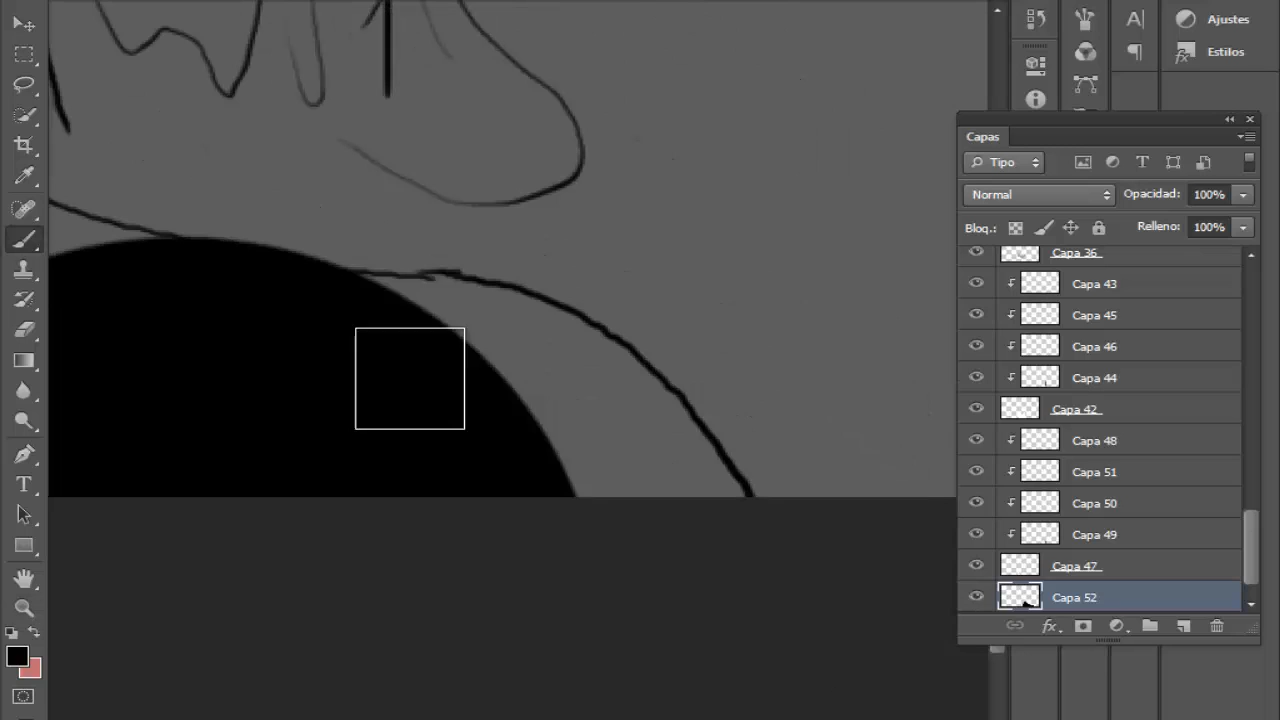 Ajustes
Estilos
Capas
Tipo
Normal
Opacidad: 100%
Bloq.: Relleno: 100%
Capa 36
Capa 43
Capa 45
Capa 46
Capa 44
Capa 42
Capa 48
Capa 51
Capa 50
Capa 49
Capa 47
Capa 52